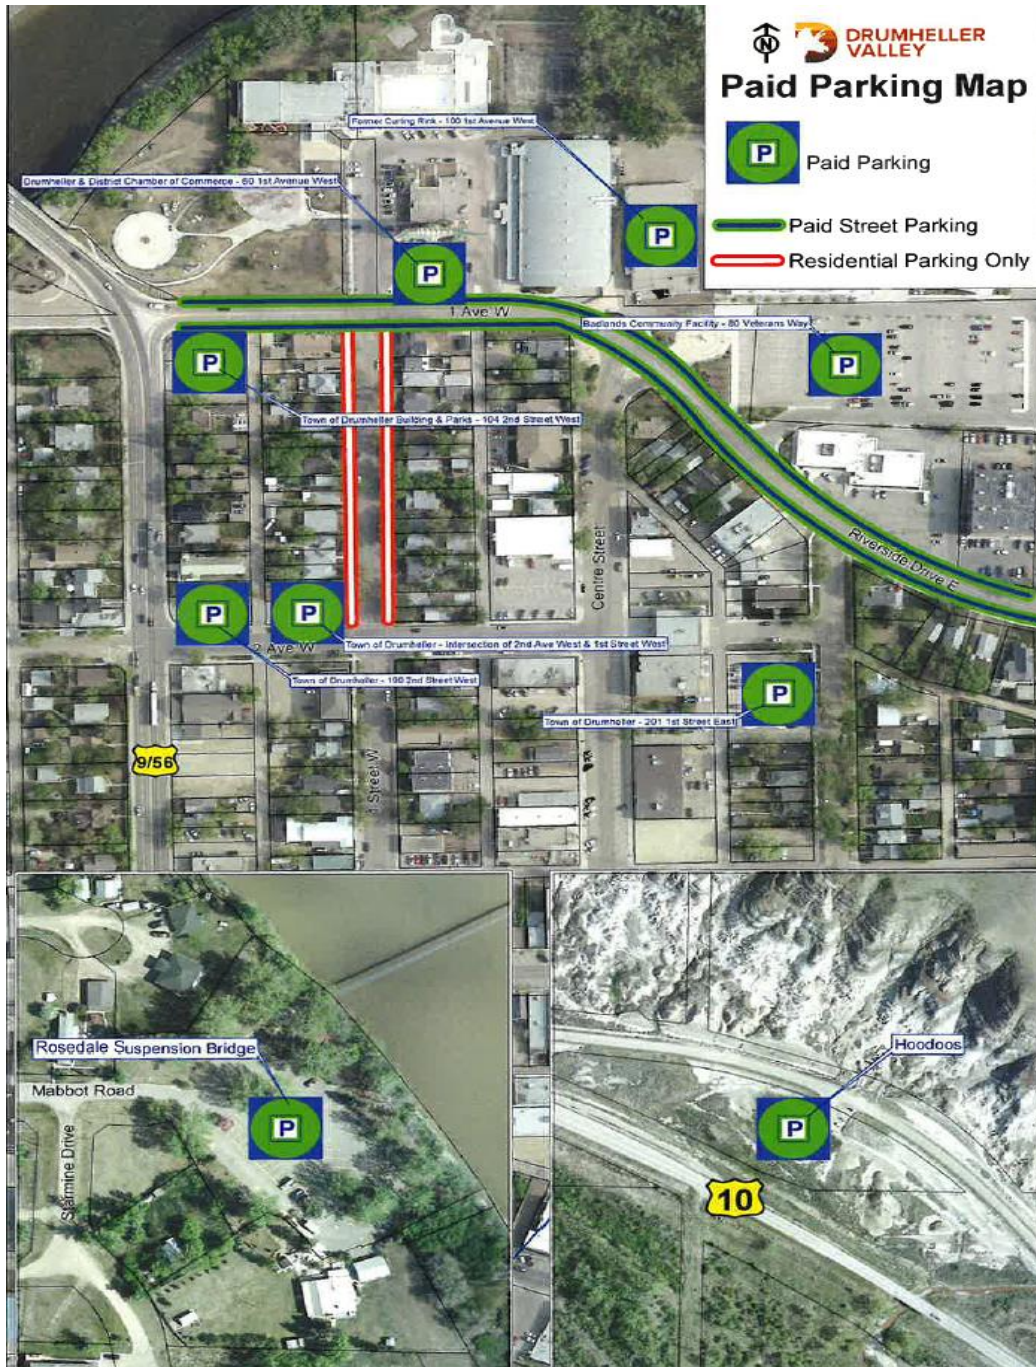 N
DRUMHELLER
VALLEY
Paid Parking Map
P Paid Parking
Paid Street Parking
Residential Parking Only
Former Curling Rink - 100 1st Avenue West
P
Drumheller & District Chamber of Commerce - 60 1st Avenue West
P
1 Ave W
Badlands Community Facility - 80 Veterans Way
P
P
Town of Drumheller Building & Parks - 104 2nd Street West
Riverside Drive E
Centre Street
P
P
2 Ave W
Town of Drumheller - Intersection of 2nd Ave West & 1st Street West
Town of Drumheller - 190 2nd Street West
P
Town of Drumheller - 201 1st Street East
9/56
1 Street W
Rosedale Suspension Bridge
Mabbot Road
P
Starmine Drive
Hoodoos
P
10